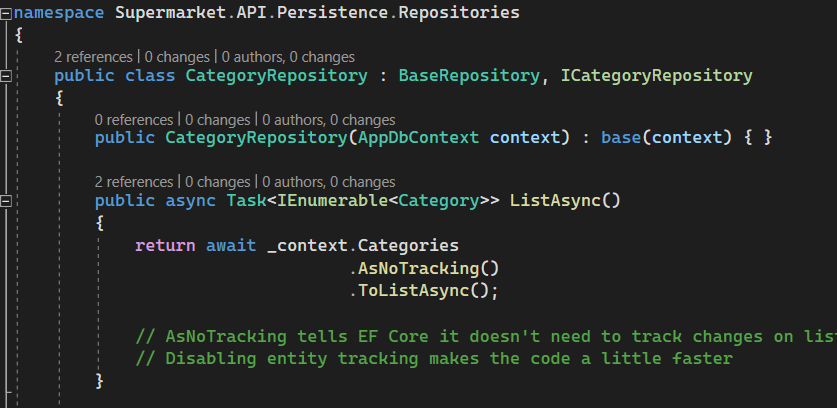 namespace Supermarket.API.Persistence.Repositories
{
2 references | 0 changes | 0 authors, 0 changes
public class CategoryRepository : BaseRepository, ICategoryRepository
{
0 references | 0 changes | 0 authors, 0 changes
public CategoryRepository(AppDbContext context) : base(context) { }
2 references | 0 changes | 0 authors, 0 changes
public async Task<IEnumerable<Category>> ListAsync()
{
return await _context.Categories
.AsNoTracking()
.ToListAsync();
// AsNoTracking tells EF Core it doesn't need to track changes on
// Disabling entity tracking makes the code a little faster
}